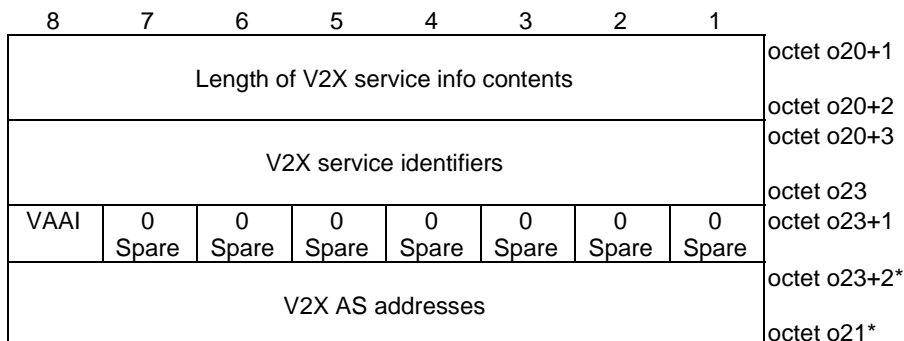 8 7 6 5 4 3 2 1
octet o20+1
Length of V2X service info contents
octet o20+2
octet o20+3
V2X service identifiers
octet o23
VAAI 0 0 0 0 0 0 0 octet o23+1
Spare Spare Spare Spare Spare Spare Spare
octet o23+2*
V2X AS addresses
octet o21*